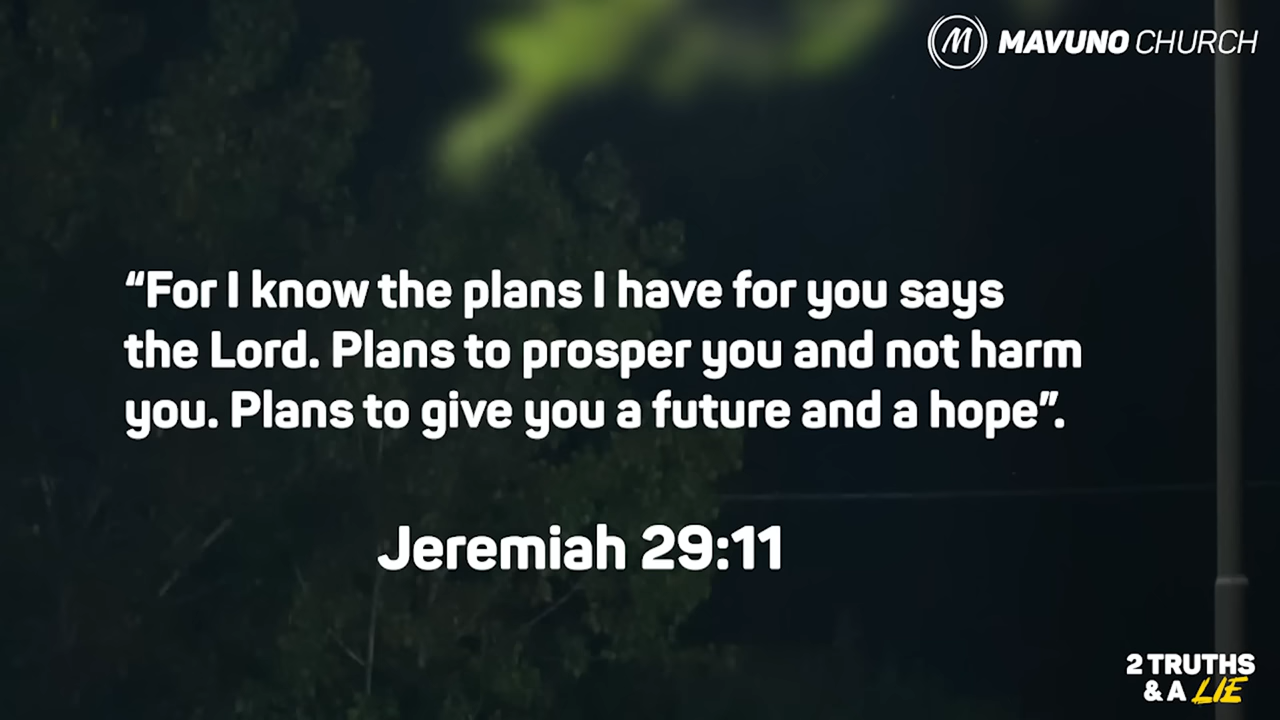 MAVUNO CHURCH
“For I know the plans I have for you says
the Lord. Plans to prosper you and not harm
you. Plans to give you a future and a hope”.
Jeremiah 29:11
2 TRUTHS
& A LIE